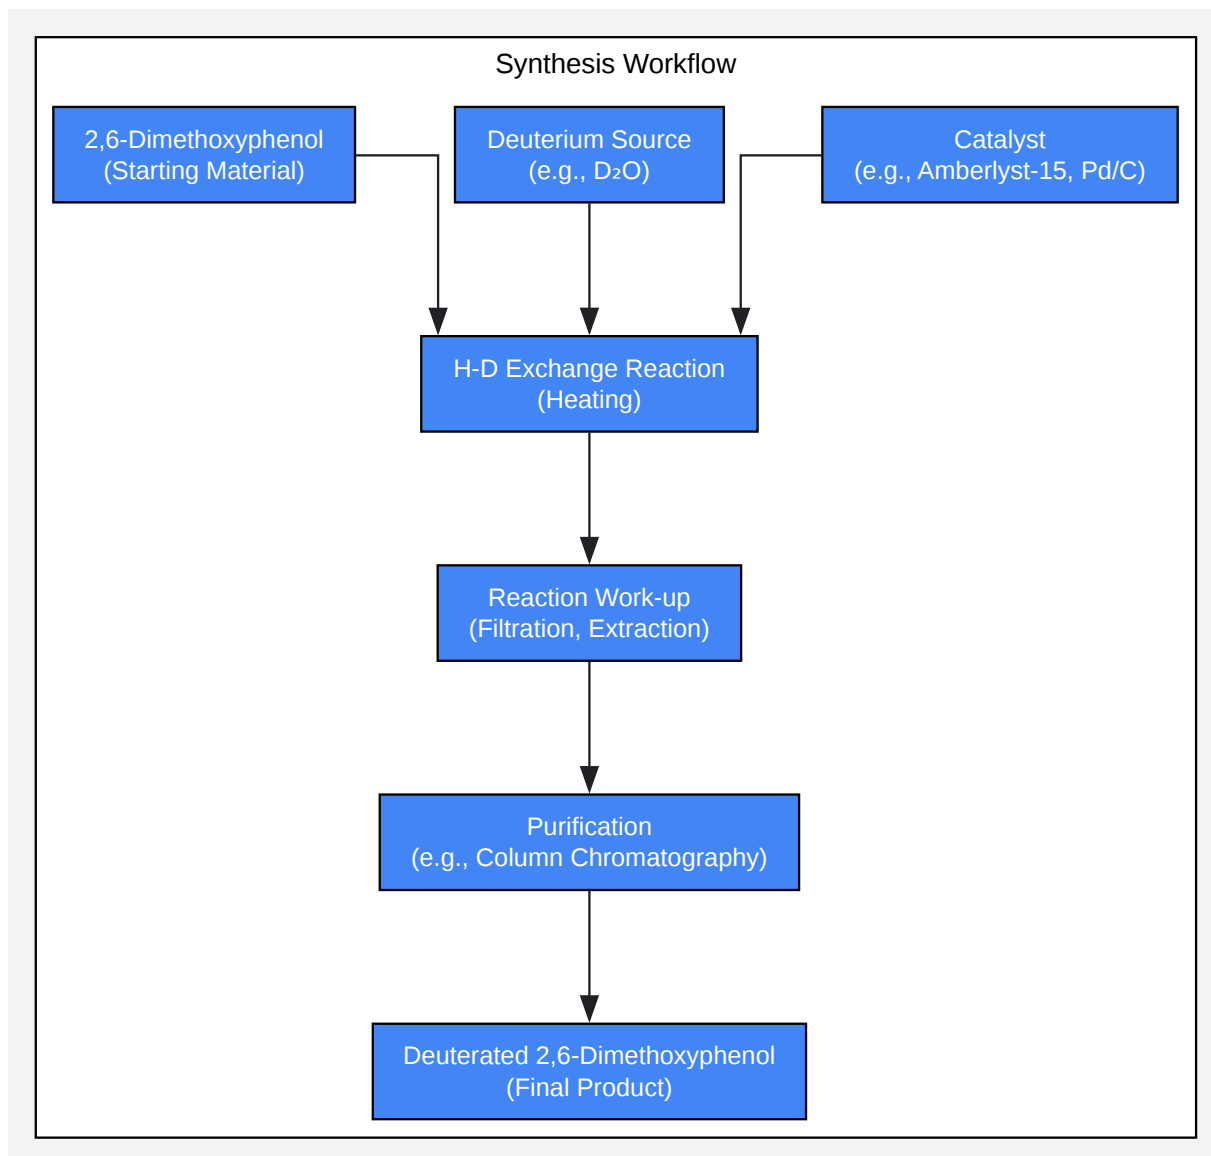 Synthesis Workflow
2,6-Dimethoxyphenol
(Starting Material)
Deuterium Source
(e.g., D₂O)
Catalyst
(e.g., Amberlyst-15, Pd/C)
H-D Exchange Reaction
(Heating)
Reaction Work-up
(Filtration, Extraction)
Purification
(e.g., Column Chromatography)
Deuterated 2,6-Dimethoxyphenol
(Final Product)